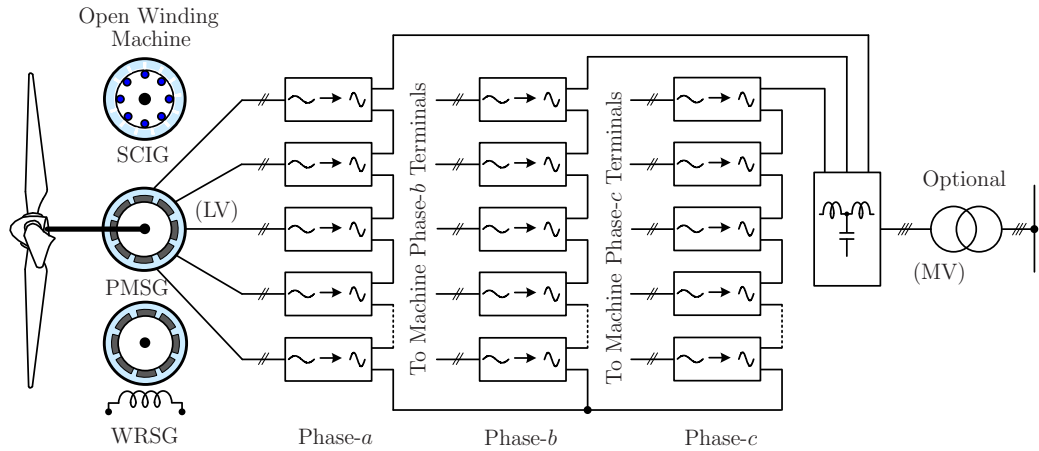 Open Winding
Machine
SCIG
(LV)
PMSG
WRSG
To Machine Phase-b Terminals
To Machine Phase-c Terminals
Optional
(MV)
Phase-a
Phase-b
Phase-c